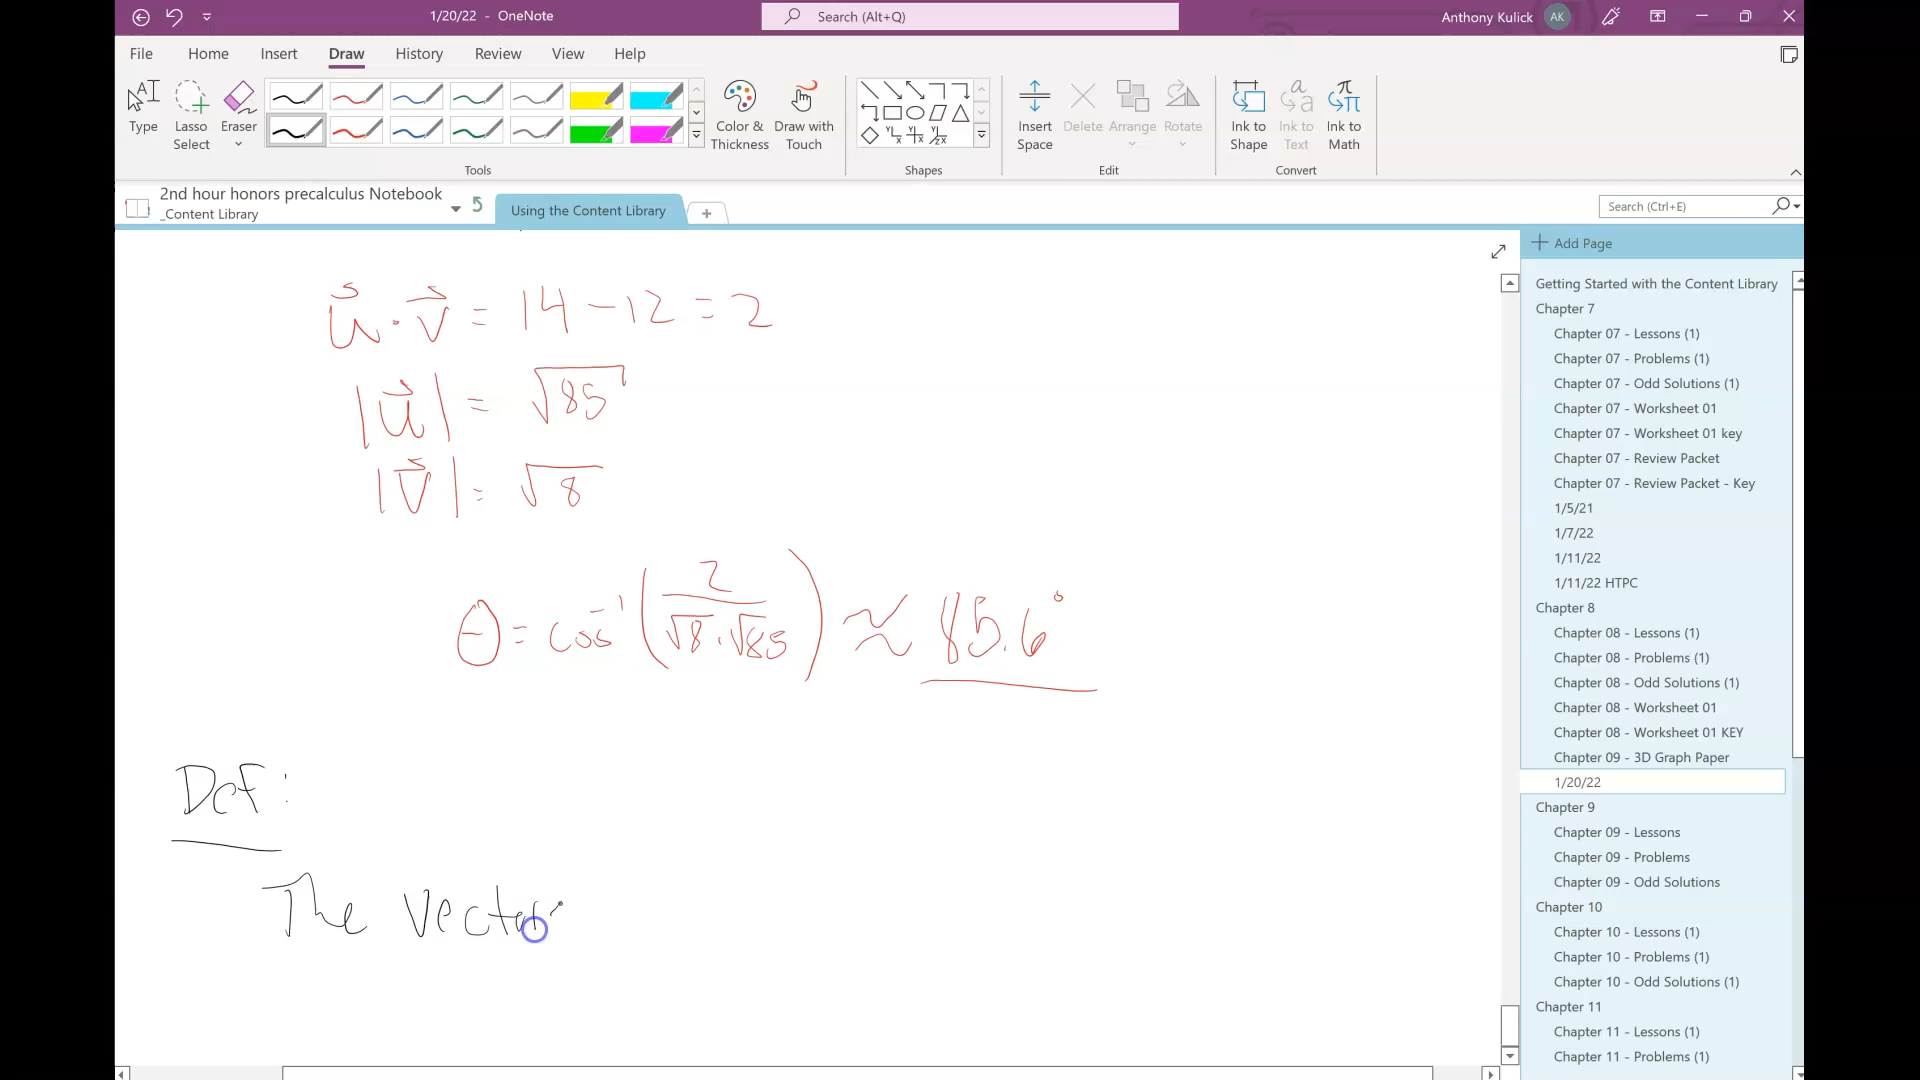 1/20/22 - OneNote
Search (Alt+Q)
Anthony Kulick AK
File Home Insert Draw History Review View Help
Type
Lasso Select
Eraser
Color & Thickness
Draw with Touch
Insert Space
Delete
Arrange
Rotate
Ink to Shape
Ink to Text
Ink to Math
Tools Shapes Edit Convert
2nd hour honors precalculus Notebook
_Content Library
Using the Content Library
Search (Ctrl+E)
Add Page
u⃗ · v⃗ = 14 - 12 = 2
|u⃗| = √85
|v⃗| = √8
θ = cos⁻¹(2/(√8·√85)) ≈ 85.6°
Def:
The vector
Getting Started with the Content Library
Chapter 7
Chapter 07 - Lessons (1)
Chapter 07 - Problems (1)
Chapter 07 - Odd Solutions (1)
Chapter 07 - Worksheet 01
Chapter 07 - Worksheet 01 key
Chapter 07 - Review Packet
Chapter 07 - Review Packet - Key
1/5/21
1/7/22
1/11/22
1/11/22 HTPC
Chapter 8
Chapter 08 - Lessons (1)
Chapter 08 - Problems (1)
Chapter 08 - Odd Solutions (1)
Chapter 08 - Worksheet 01
Chapter 08 - Worksheet 01 KEY
Chapter 09 - 3D Graph Paper
1/20/22
Chapter 9
Chapter 09 - Lessons
Chapter 09 - Problems
Chapter 09 - Odd Solutions
Chapter 10
Chapter 10 - Lessons (1)
Chapter 10 - Problems (1)
Chapter 10 - Odd Solutions (1)
Chapter 11
Chapter 11 - Lessons (1)
Chapter 11 - Problems (1)